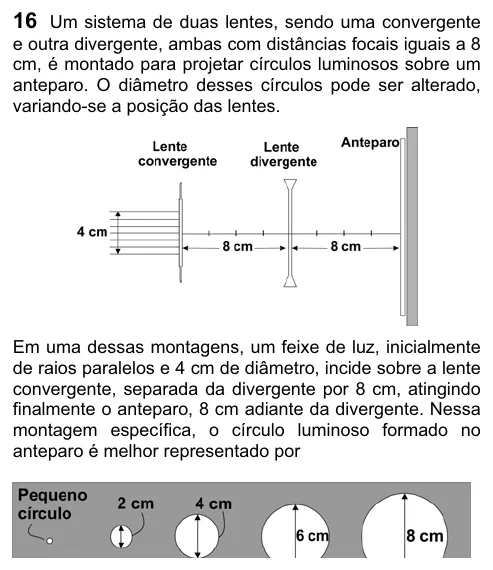 16 Um sistema de duas lentes, sendo uma convergente
e outra divergente, ambas com distâncias focais iguais a 8
cm, é montado para projetar círculos luminosos sobre um
anteparo. O diâmetro desses círculos pode ser alterado,
variando-se a posição das lentes.
Lente
convergente
Lente
divergente
Anteparo
4 cm
8 cm
8 cm
Em uma dessas montagens, um feixe de luz, inicialmente
de raios paralelos e 4 cm de diâmetro, incide sobre a lente
convergente, separada da divergente por 8 cm, atingindo
finalmente o anteparo, 8 cm adiante da divergente. Nessa
montagem específica, o círculo luminoso formado no
anteparo é melhor representado por
Pequeno
círculo
2 cm
4 cm
6 cm
8 cm